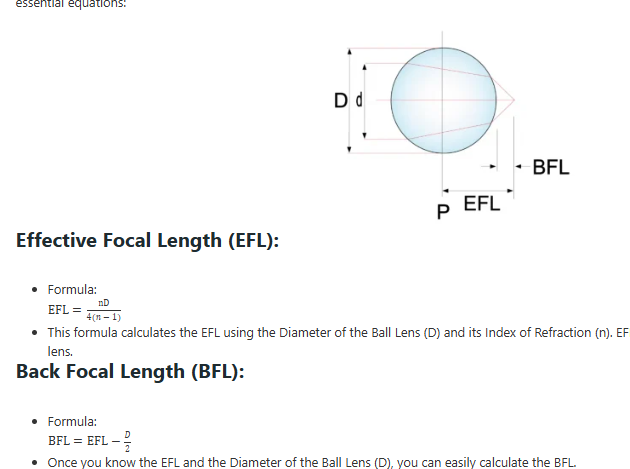 essential equations:
D d
BFL
P EFL
Effective Focal Length (EFL):
• Formula:
EFL = nD / 4(n − 1)
• This formula calculates the EFL using the Diameter of the Ball Lens (D) and its Index of Refraction (n). EF
lens.
Back Focal Length (BFL):
• Formula:
BFL = EFL − D / 2
• Once you know the EFL and the Diameter of the Ball Lens (D), you can easily calculate the BFL.